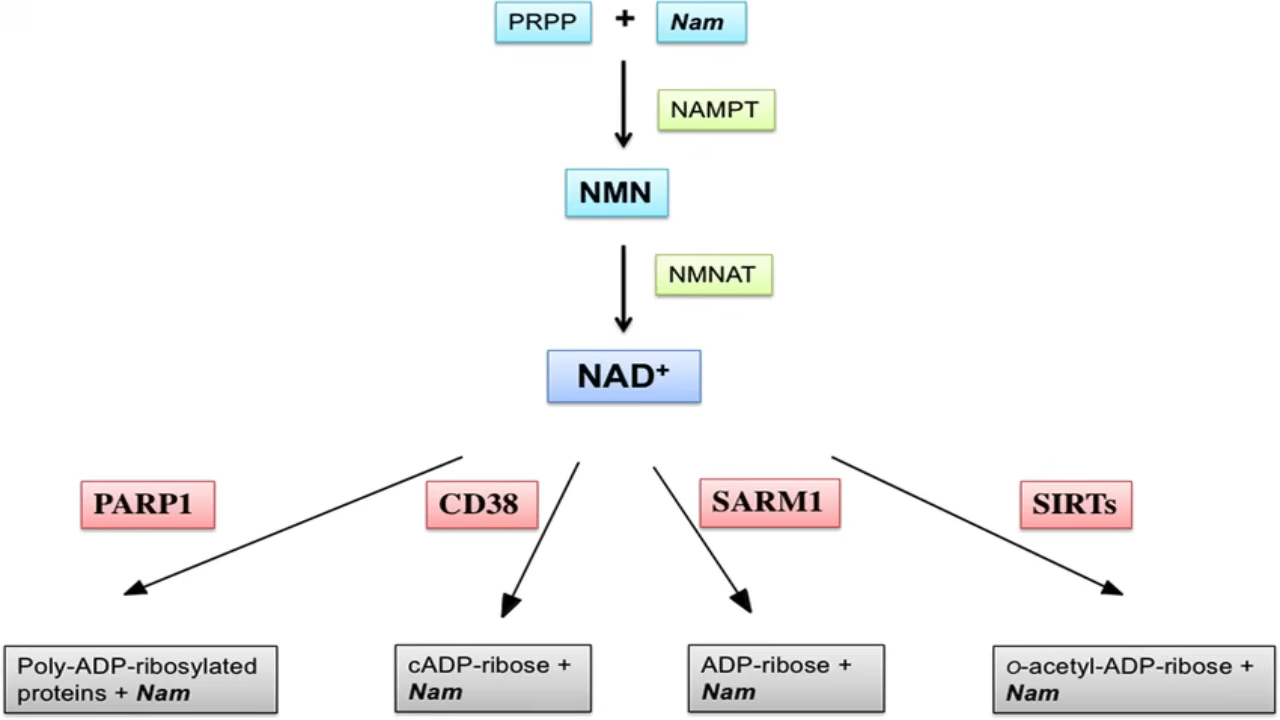 PRPP + Nam
NAMPT
NMN
NMNAT
NAD⁺
PARP1 CD38 SARM1 SIRTs
Poly-ADP-ribosylated
proteins + Nam
cADP-ribose +
Nam
ADP-ribose +
Nam
O-acetyl-ADP-ribose +
Nam